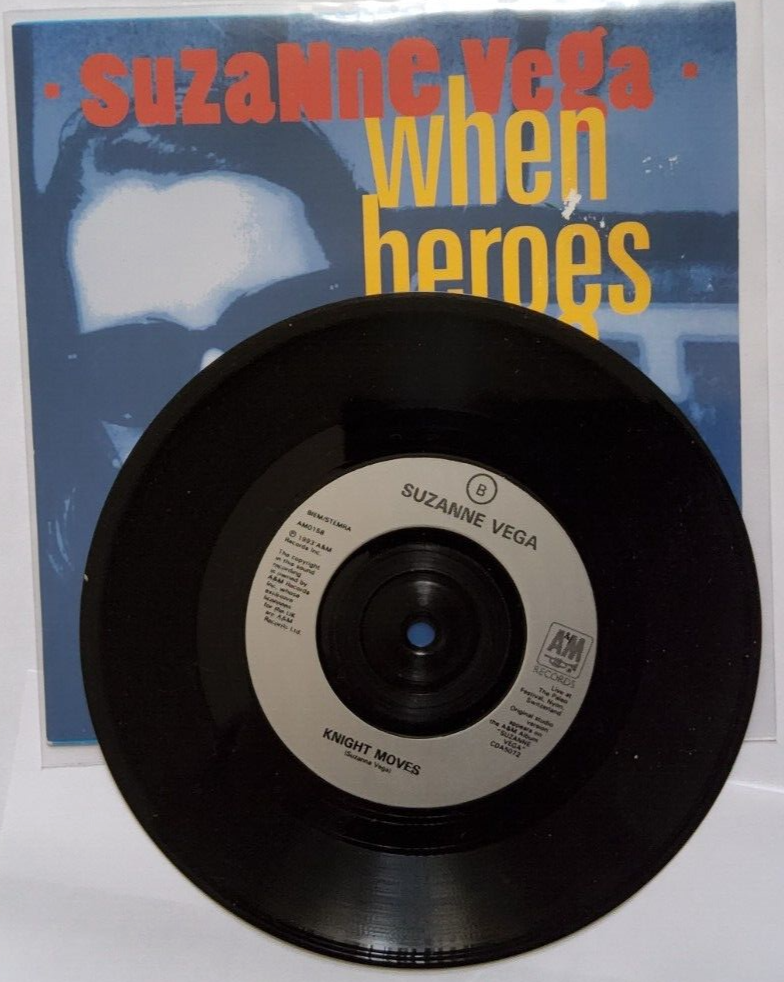 · suzanne vega ·
when
heroes
B
SUZANNE VEGA
BIEM/STEMRA
AM0158
Ⓟ 1993 A&M
Records Inc.
The copyright
in this sound
recording
is owned by
A&M Records
Inc. whose
exclusive
licensees
for the UK
are A&M
Records Ltd.
A&M
RECORDS
Live at
The Paleo
Festival, Nyon,
Switzerland.
Original studio
version
appears on
the A&M Album
"SUZANNE
VEGA"
CDA5072
KNIGHT MOVES
(Suzanne Vega)